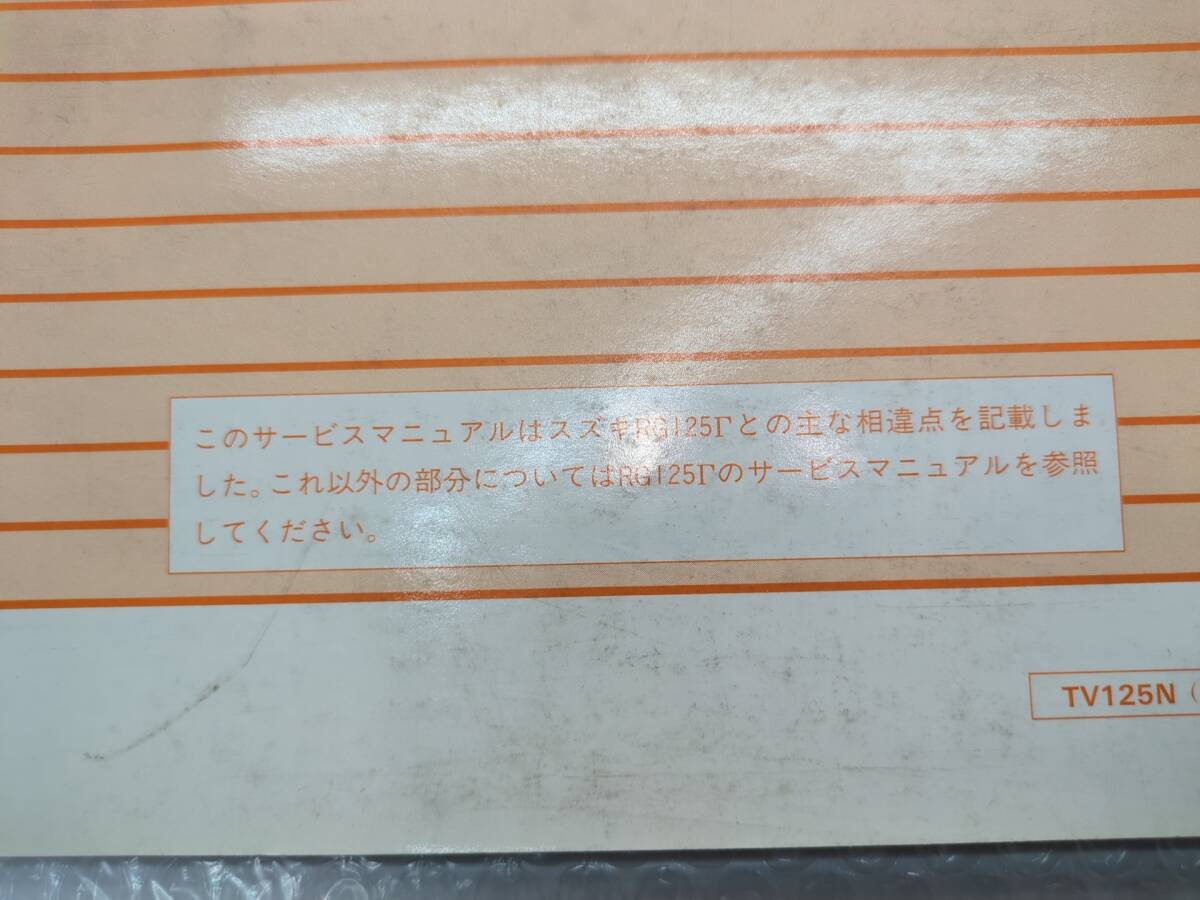 このサービスマニュアルはスズキRG125Γとの主な相違点を記載しま
した。これ以外の部分についてはRG125Γのサービスマニュアルを参照
してください。
TV125N（